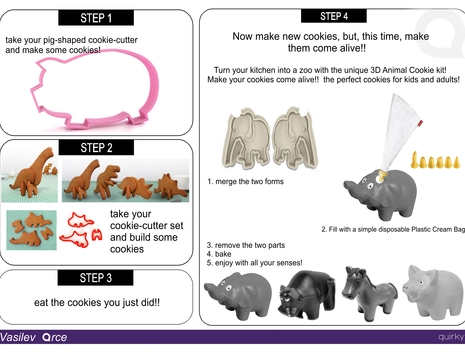 STEP 1
take your pig-shaped cookie-cutter
and make some cookies!
STEP 2
take your
cookie-cutter set
and build some
cookies
STEP 3
eat the cookies you just did!!
STEP 4
Now make new cookies, but, this time, make
them come alive!!
Turn your kitchen into a zoo with the unique 3D Animal Cookie kit!
Make your cookies come alive!! the perfect cookies for kids and adults!
1. merge the two forms
2. Fill with a simple disposable Plastic Cream Bag
3. remove the two parts
4. bake
5. enjoy with all your senses!
Vasilev Arce
quirky